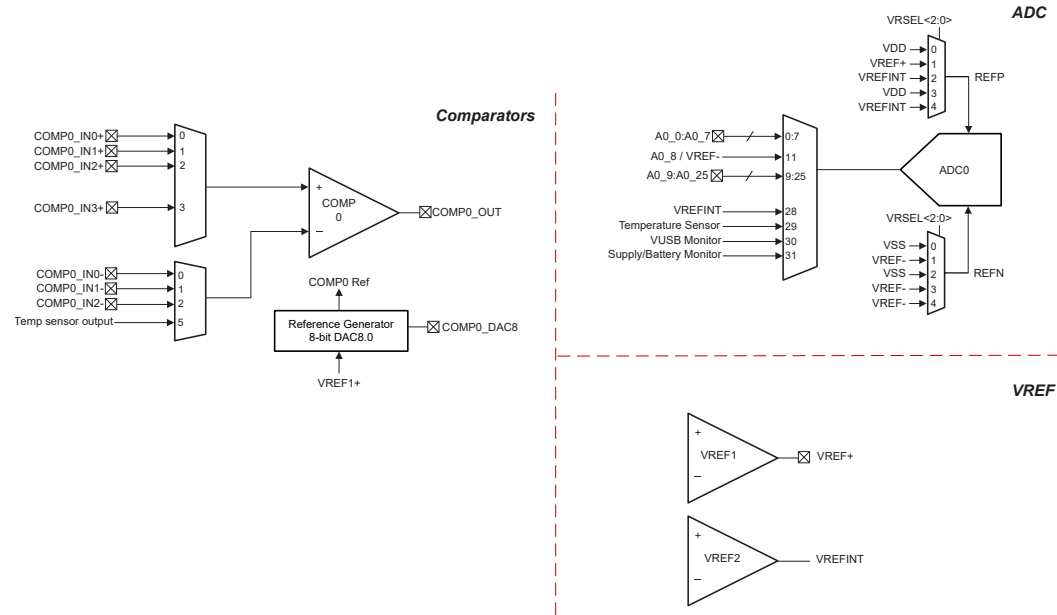 Comparators
COMP0_IN0+
COMP0_IN1+
COMP0_IN2+
COMP0_IN3+
0
1
2
3
COMP0_IN0-
COMP0_IN1-
COMP0_IN2-
Temp sensor output
0
1
2
5
+
COMP
0
–
COMP0_OUT
COMP0 Ref
Reference Generator
8-bit DAC8.0
COMP0_DAC8
VREF1+
ADC
VRSEL<2:0>
VDD 0
VREF+ 1
VREFINT 2
VDD 3
VREFINT 4
REFP
A0_0:A0_7 0:7
A0_8 / VREF- 11
A0_9:A0_25 9:25
VREFINT 28
Temperature Sensor 29
VUSB Monitor 30
Supply/Battery Monitor 31
ADC0
VRSEL<2:0>
VSS 0
VREF- 1
VSS 2
VREF- 3
VREF- 4
REFN
VREF
+
VREF1
–
VREF+
+
VREF2
–
VREFINT